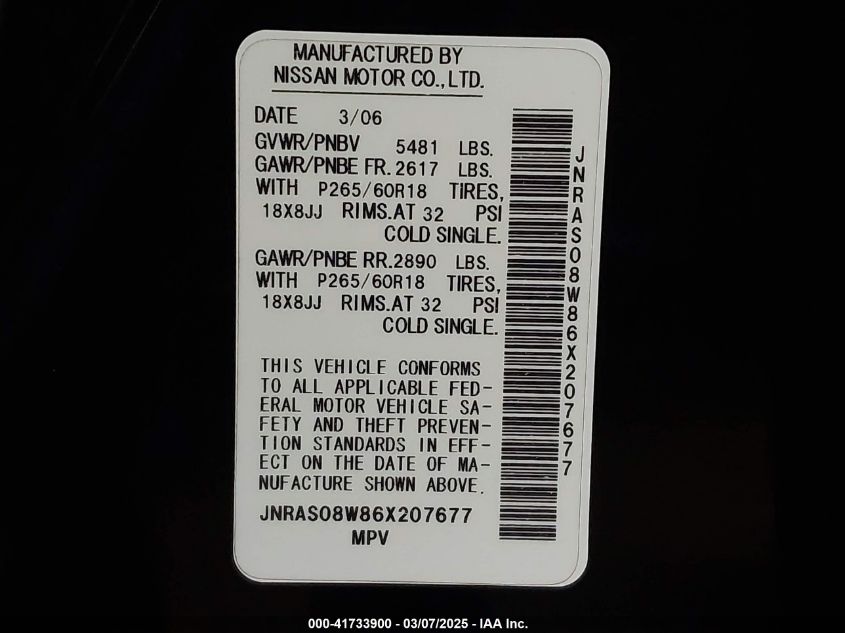 MANUFACTURED BY
NISSAN MOTOR CO., LTD.
DATE 3/06
GVWR/PNBV 5481 LBS.
GAWR/PNBE FR. 2617 LBS.
WITH P265/60R18 TIRES,
18X8JJ RIMS.AT 32 PSI
COLD SINGLE.
GAWR/PNBE RR. 2890 LBS.
WITH P265/60R18 TIRES,
18X8JJ RIMS.AT 32 PSI
COLD SINGLE.
THIS VEHICLE CONFORMS
TO ALL APPLICABLE FED-
ERAL MOTOR VEHICLE SA-
FETY AND THEFT PREVEN-
TION STANDARDS IN EFF-
ECT ON THE DATE OF MA-
NUFACTURE SHOWN ABOVE.
JNRAS08W86X207677
MPV
JNRAS08W86X207677
000-41733900 - 03/07/2025 - IAA Inc.